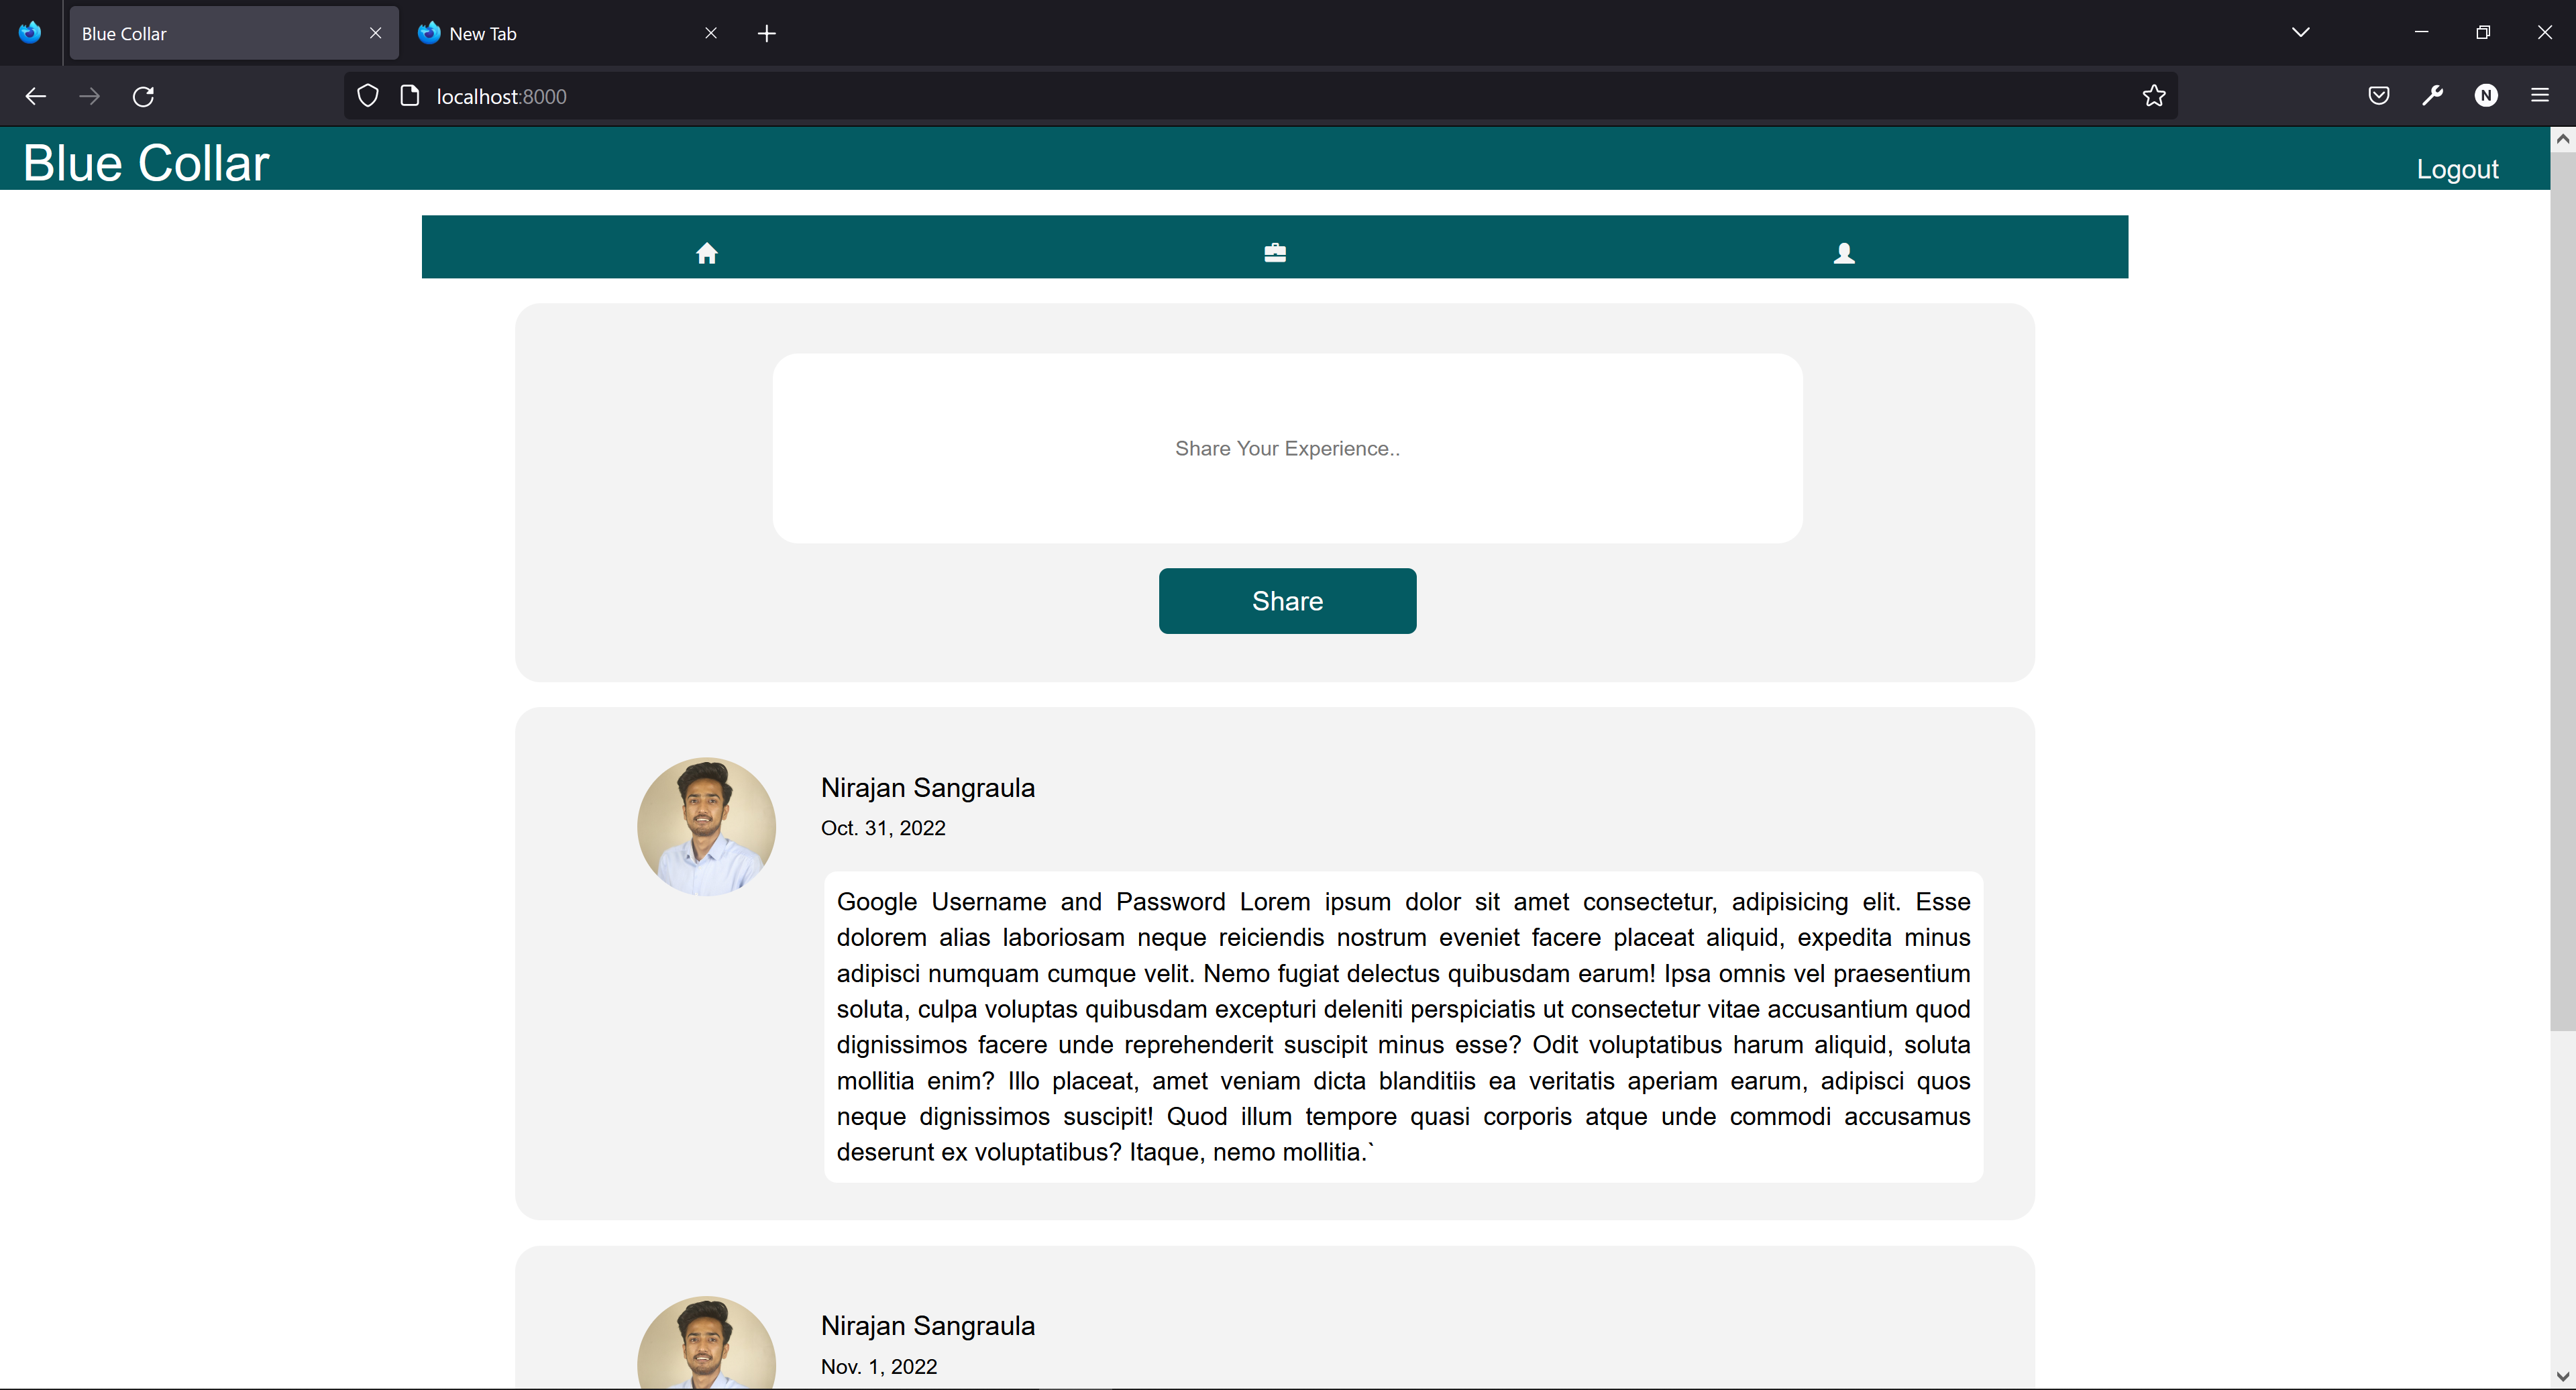 Blue Collar
New Tab
localhost:8000
N
Blue Collar
Logout
Share Your Experience..
Share
Nirajan Sangraula
Oct. 31, 2022
Google Username and Password Lorem ipsum dolor sit amet consectetur, adipisicing elit. Esse
dolorem alias laboriosam neque reiciendis nostrum eveniet facere placeat aliquid, expedita minus
adipisci numquam cumque velit. Nemo fugiat delectus quibusdam earum! Ipsa omnis vel praesentium
soluta, culpa voluptas quibusdam excepturi deleniti perspiciatis ut consectetur vitae accusantium quod
dignissimos facere unde reprehenderit suscipit minus esse? Odit voluptatibus harum aliquid, soluta
mollitia enim? Illo placeat, amet veniam dicta blanditiis ea veritatis aperiam earum, adipisci quos
neque dignissimos suscipit! Quod illum tempore quasi corporis atque unde commodi accusamus
deserunt ex voluptatibus? Itaque, nemo mollitia.`
Nirajan Sangraula
Nov. 1, 2022